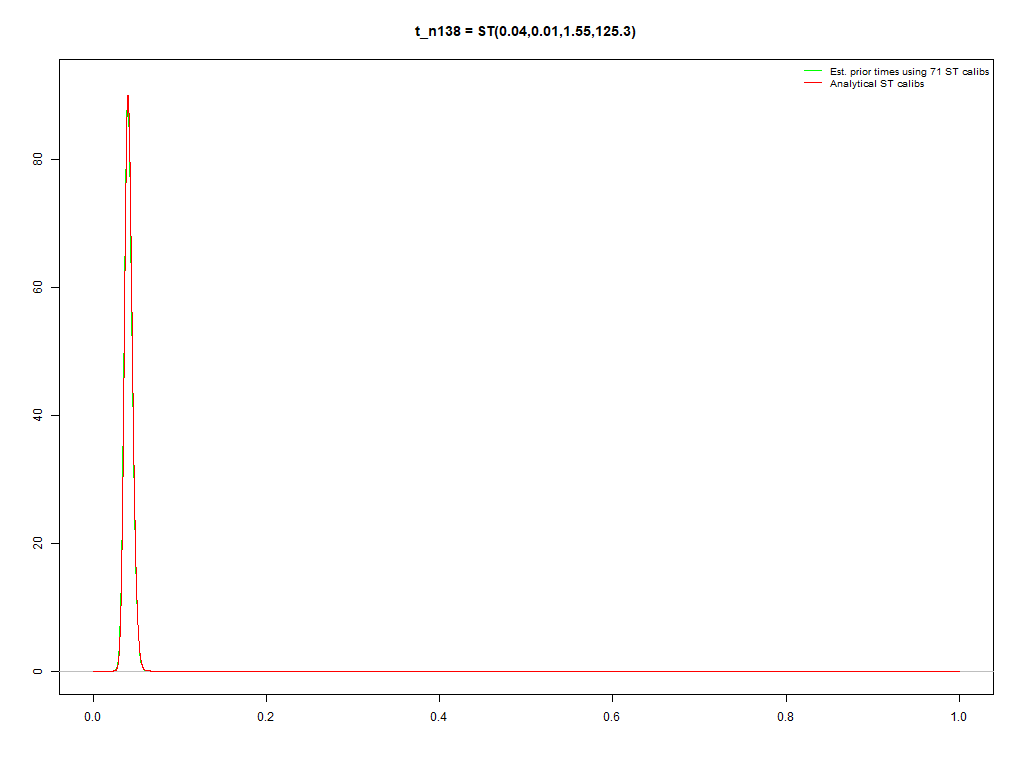 t_n138 = ST(0.04,0.01,1.55,125.3)
Est. prior times using 71 ST calibs
Analytical ST calibs
80
60
40
20
0
0.0 0.2 0.4 0.6 0.8 1.0